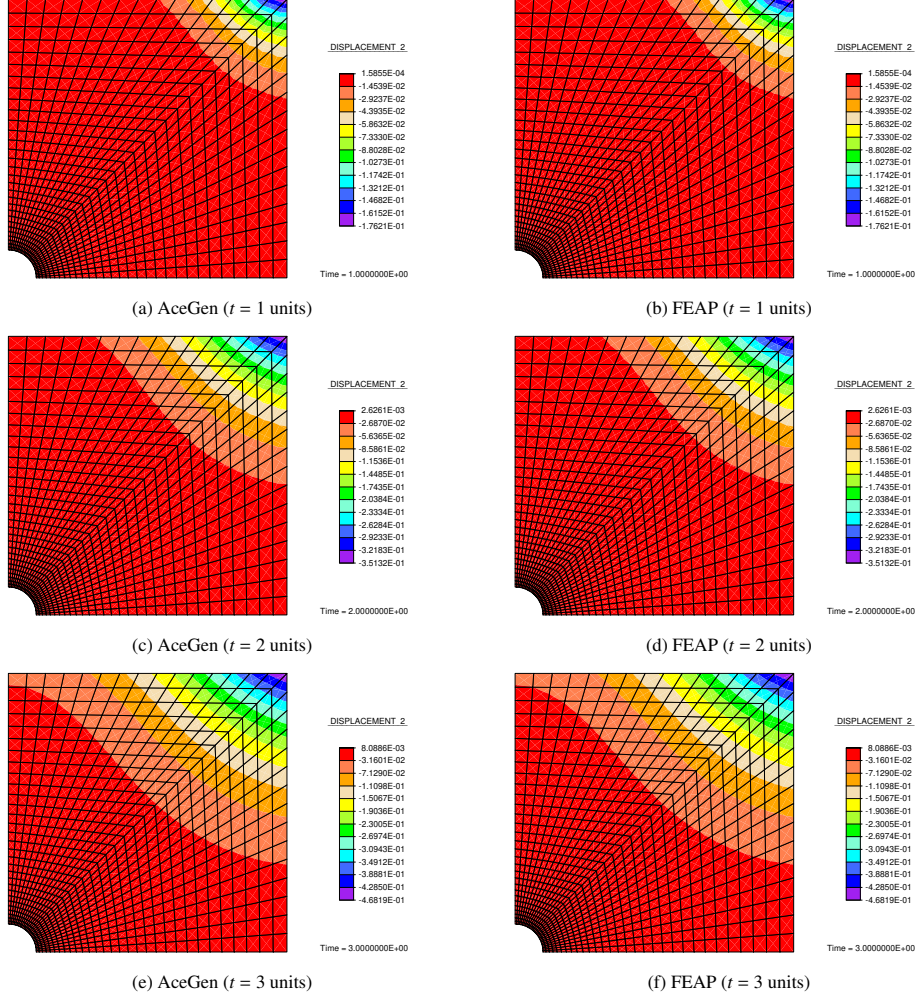 DISPLACEMENT 2
1.5855E-04
-1.4539E-02
-2.9237E-02
-4.3935E-02
-5.8632E-02
-7.3330E-02
-8.8028E-02
-1.0273E-01
-1.1742E-01
-1.3212E-01
-1.4682E-01
-1.6152E-01
-1.7621E-01
Time = 1.0000000E+00
(a) AceGen (t = 1 units)
DISPLACEMENT 2
1.5855E-04
-1.4539E-02
-2.9237E-02
-4.3935E-02
-5.8632E-02
-7.3330E-02
-8.8028E-02
-1.0273E-01
-1.1742E-01
-1.3212E-01
-1.4682E-01
-1.6152E-01
-1.7621E-01
Time = 1.0000000E+00
(b) FEAP (t = 1 units)
DISPLACEMENT 2
2.6261E-03
-2.6870E-02
-5.6365E-02
-8.5861E-02
-1.1536E-01
-1.4485E-01
-1.7435E-01
-2.0384E-01
-2.3334E-01
-2.6284E-01
-2.9233E-01
-3.2183E-01
-3.5132E-01
Time = 2.0000000E+00
(c) AceGen (t = 2 units)
DISPLACEMENT 2
2.6261E-03
-2.6870E-02
-5.6365E-02
-8.5861E-02
-1.1536E-01
-1.4485E-01
-1.7435E-01
-2.0384E-01
-2.3334E-01
-2.6284E-01
-2.9233E-01
-3.2183E-01
-3.5132E-01
Time = 2.0000000E+00
(d) FEAP (t = 2 units)
DISPLACEMENT 2
8.0886E-03
-3.1601E-02
-7.1290E-02
-1.1098E-01
-1.5067E-01
-1.9036E-01
-2.3005E-01
-2.6974E-01
-3.0943E-01
-3.4912E-01
-3.8881E-01
-4.2850E-01
-4.6819E-01
Time = 3.0000000E+00
(e) AceGen (t = 3 units)
DISPLACEMENT 2
8.0886E-03
-3.1601E-02
-7.1290E-02
-1.1098E-01
-1.5067E-01
-1.9036E-01
-2.3005E-01
-2.6974E-01
-3.0943E-01
-3.4912E-01
-3.8881E-01
-4.2850E-01
-4.6819E-01
Time = 3.0000000E+00
(f) FEAP (t = 3 units)